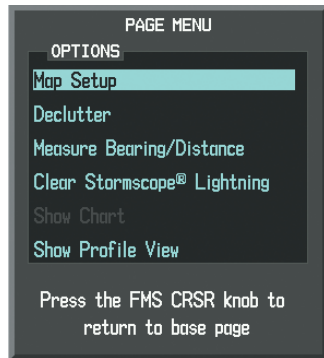 PAGE MENU
OPTIONS
Map Setup
Declutter
Measure Bearing/Distance
Clear Stormscope® Lightning
Show Chart
Show Profile View
Press the FMS CRSR knob to
return to base page